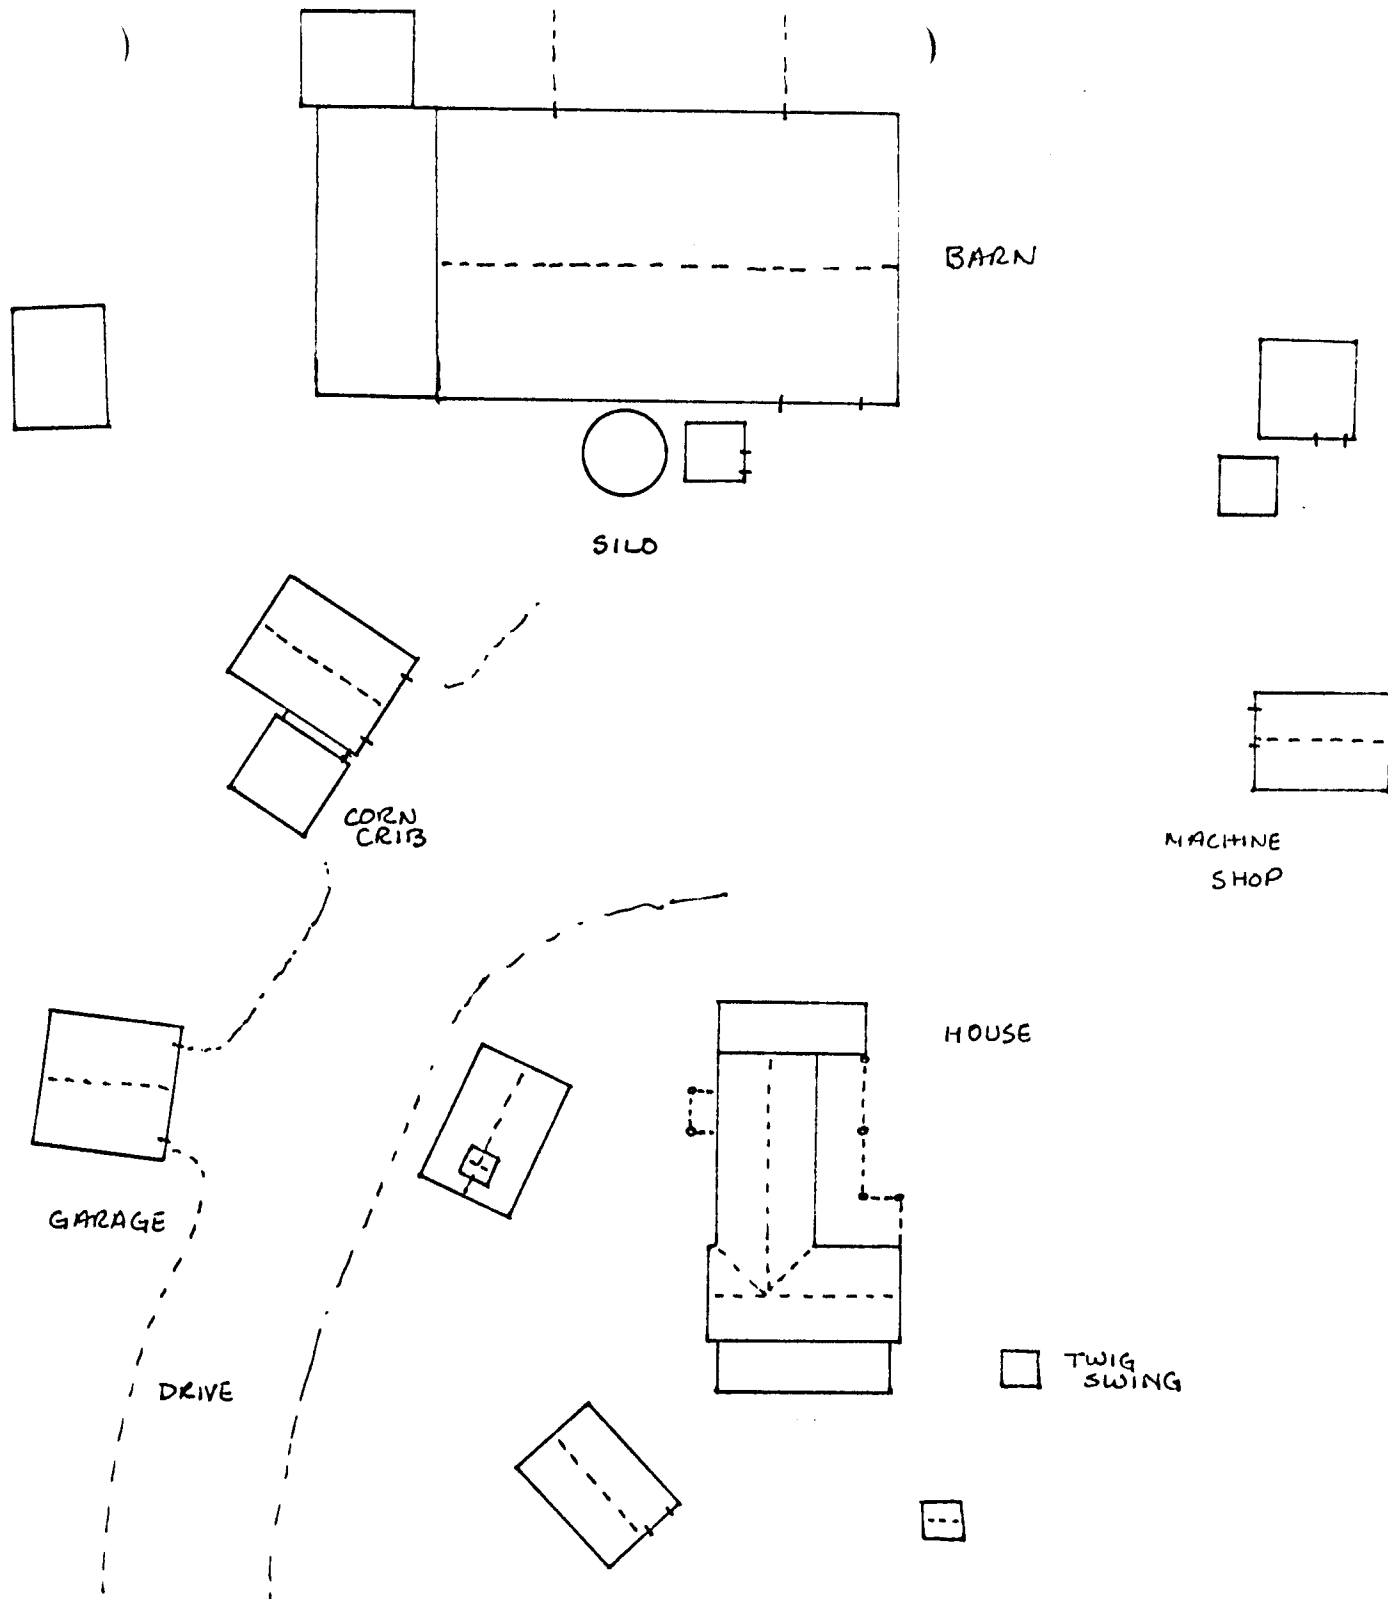 BARN
SILO
CORN
CRIB
MACHINE
SHOP
HOUSE
GARAGE
TWIG
SWING
DRIVE